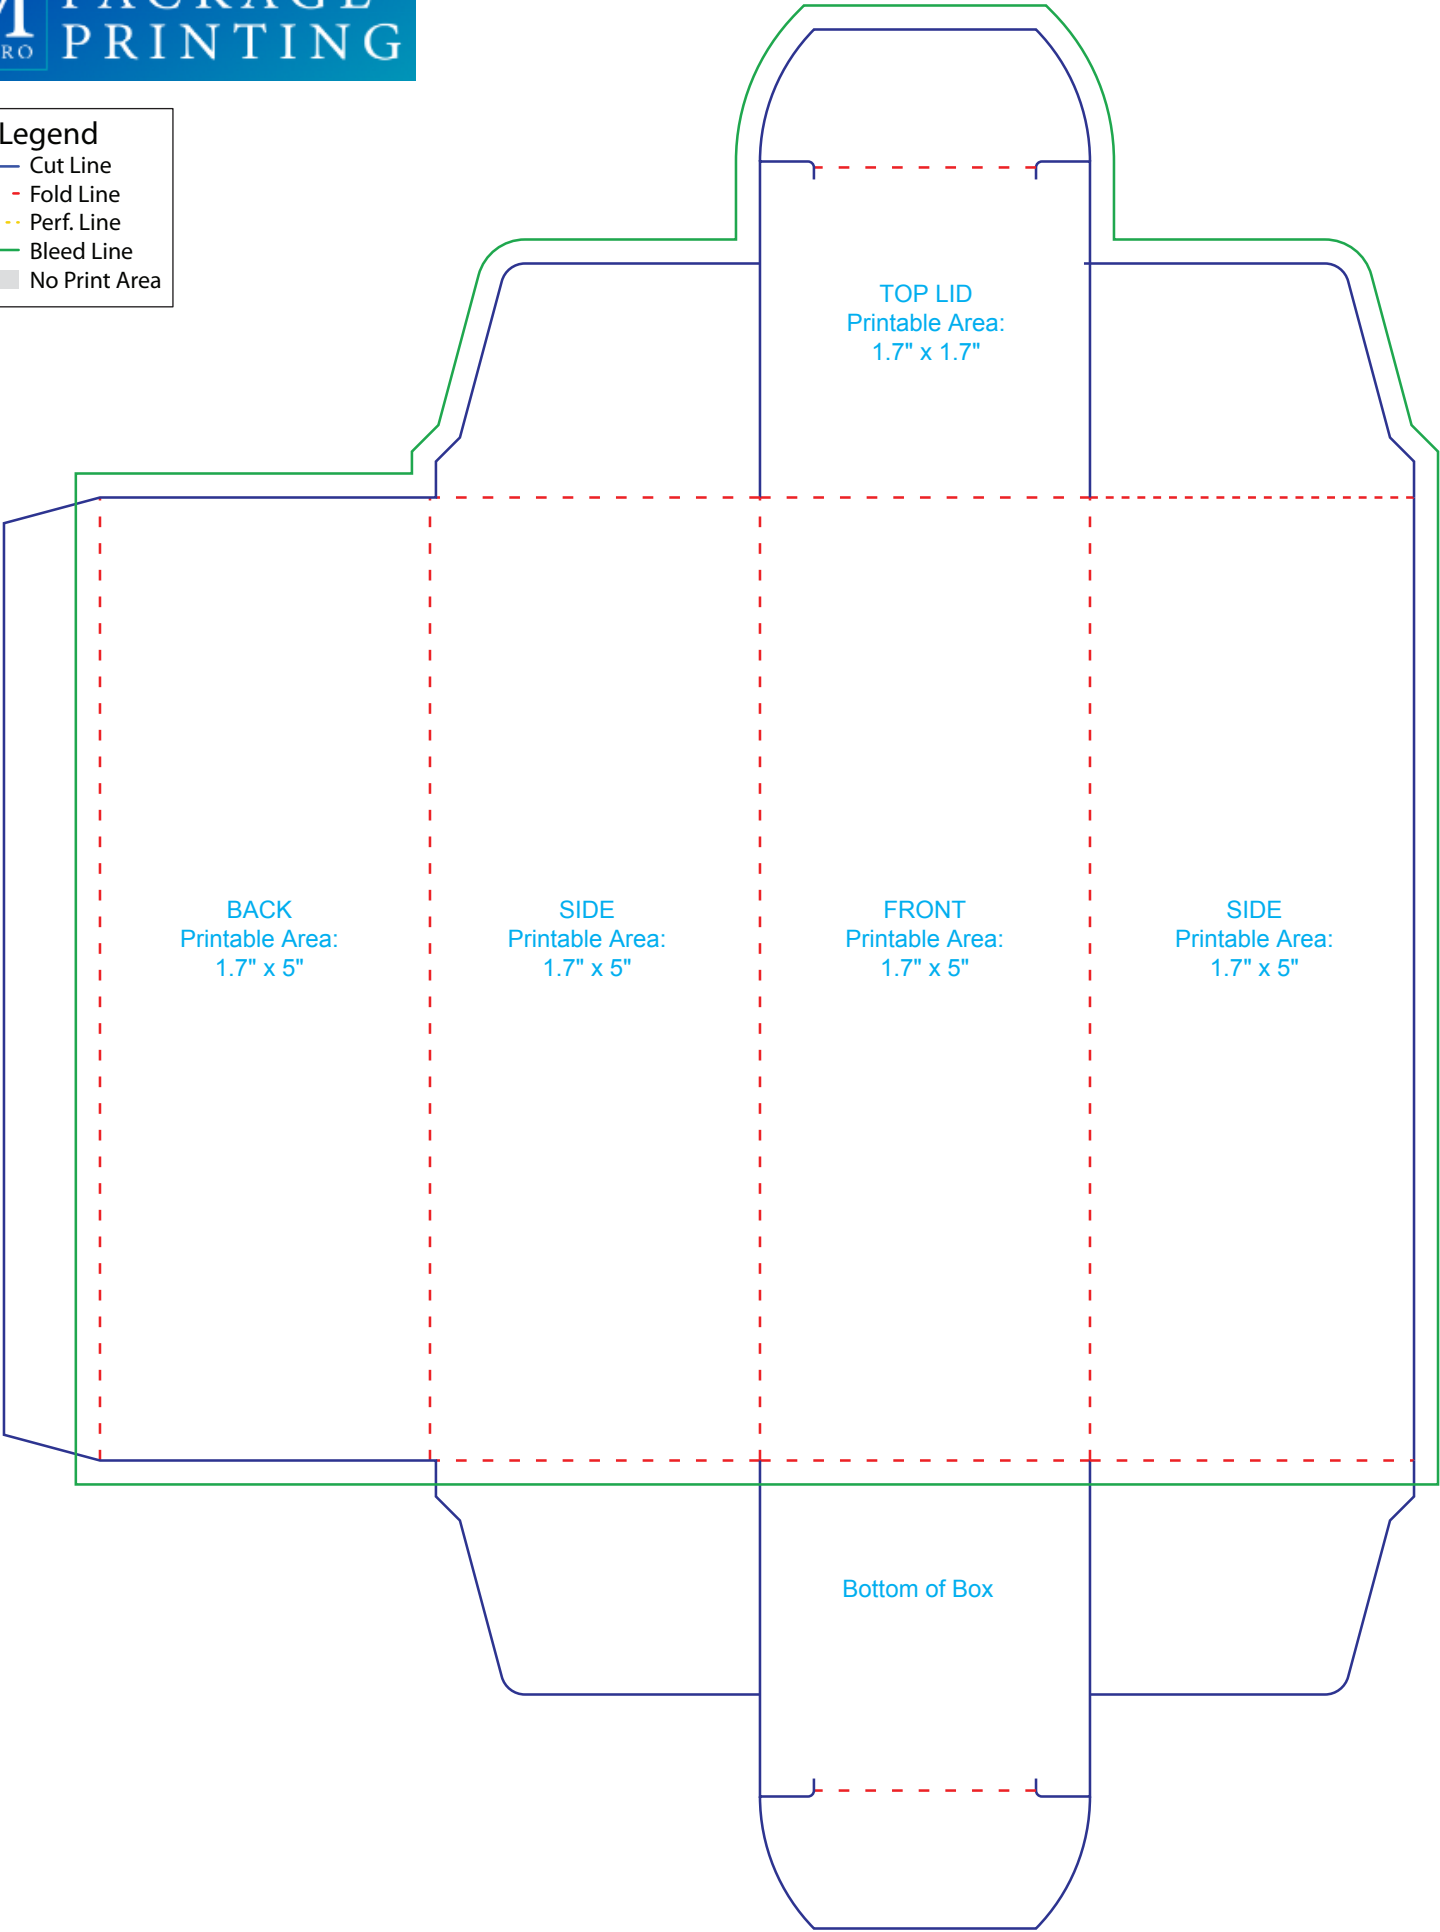 PACKAGE
PRINTING
Legend
Cut Line
Fold Line
Perf. Line
Bleed Line
No Print Area
TOP LID
Printable Area:
1.7" x 1.7"
BACK
Printable Area:
1.7" x 5"
SIDE
Printable Area:
1.7" x 5"
FRONT
Printable Area:
1.7" x 5"
SIDE
Printable Area:
1.7" x 5"
Bottom of Box